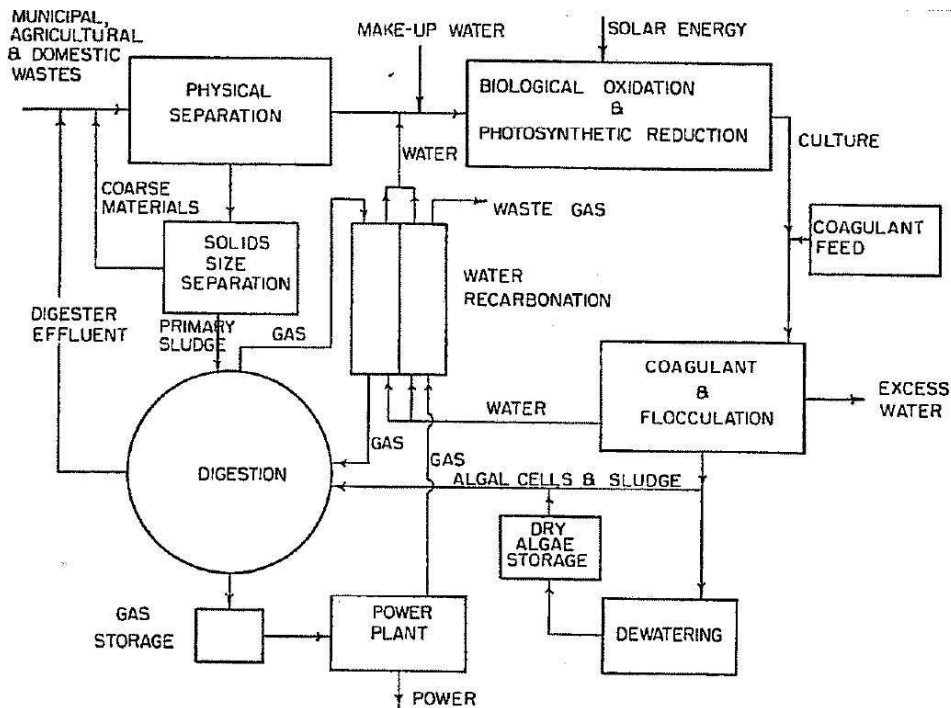 MUNICIPAL,
AGRICULTURAL
& DOMESTIC
WASTES
PHYSICAL
SEPARATION
MAKE-UP WATER
SOLAR ENERGY
BIOLOGICAL OXIDATION
&
PHOTOSYNTHETIC REDUCTION
CULTURE
WATER
COARSE
MATERIALS
WASTE GAS
COAGULANT
FEED
SOLIDS
SIZE
SEPARATION
WATER
RECARBONATION
DIGESTER
EFFLUENT
PRIMARY
SLUDGE
GAS
COAGULANT
&
FLOCCULATION
EXCESS
WATER
WATER
GAS
GAS
DIGESTION
ALGAL CELLS & SLUDGE
DRY
ALGAE
STORAGE
GAS
STORAGE
POWER
PLANT
DEWATERING
POWER